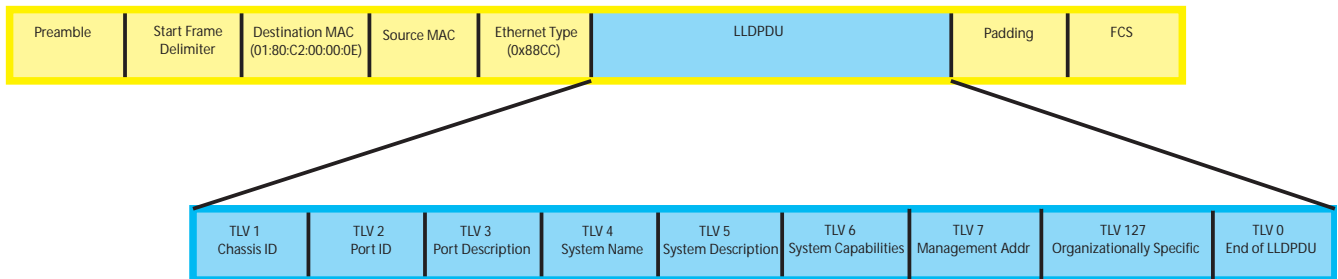 Preamble
Start Frame
Delimiter
Destination MAC
(01:80:C2:00:00:0E)
Source MAC
Ethernet Type
(0x88CC)
LLDPDU
Padding
FCS
TLV 1
Chassis ID
TLV 2
Port ID
TLV 3
Port Description
TLV 4
System Name
TLV 5
System Description
TLV 6
System Capabilities
TLV 7
Management Addr
TLV 127
Organizationally Specific
TLV 0
End of LLDPDU